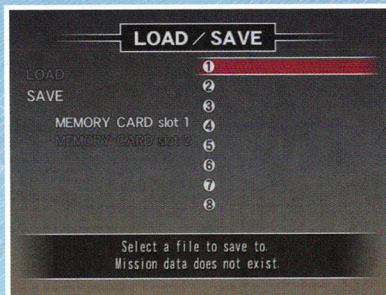 LOAD / SAVE
LOAD
SAVE
MEMORY CARD slot 1
MEMORY CARD slot 2
1
2
3
4
5
6
7
8
Select a file to save to.
Mission data does not exist.